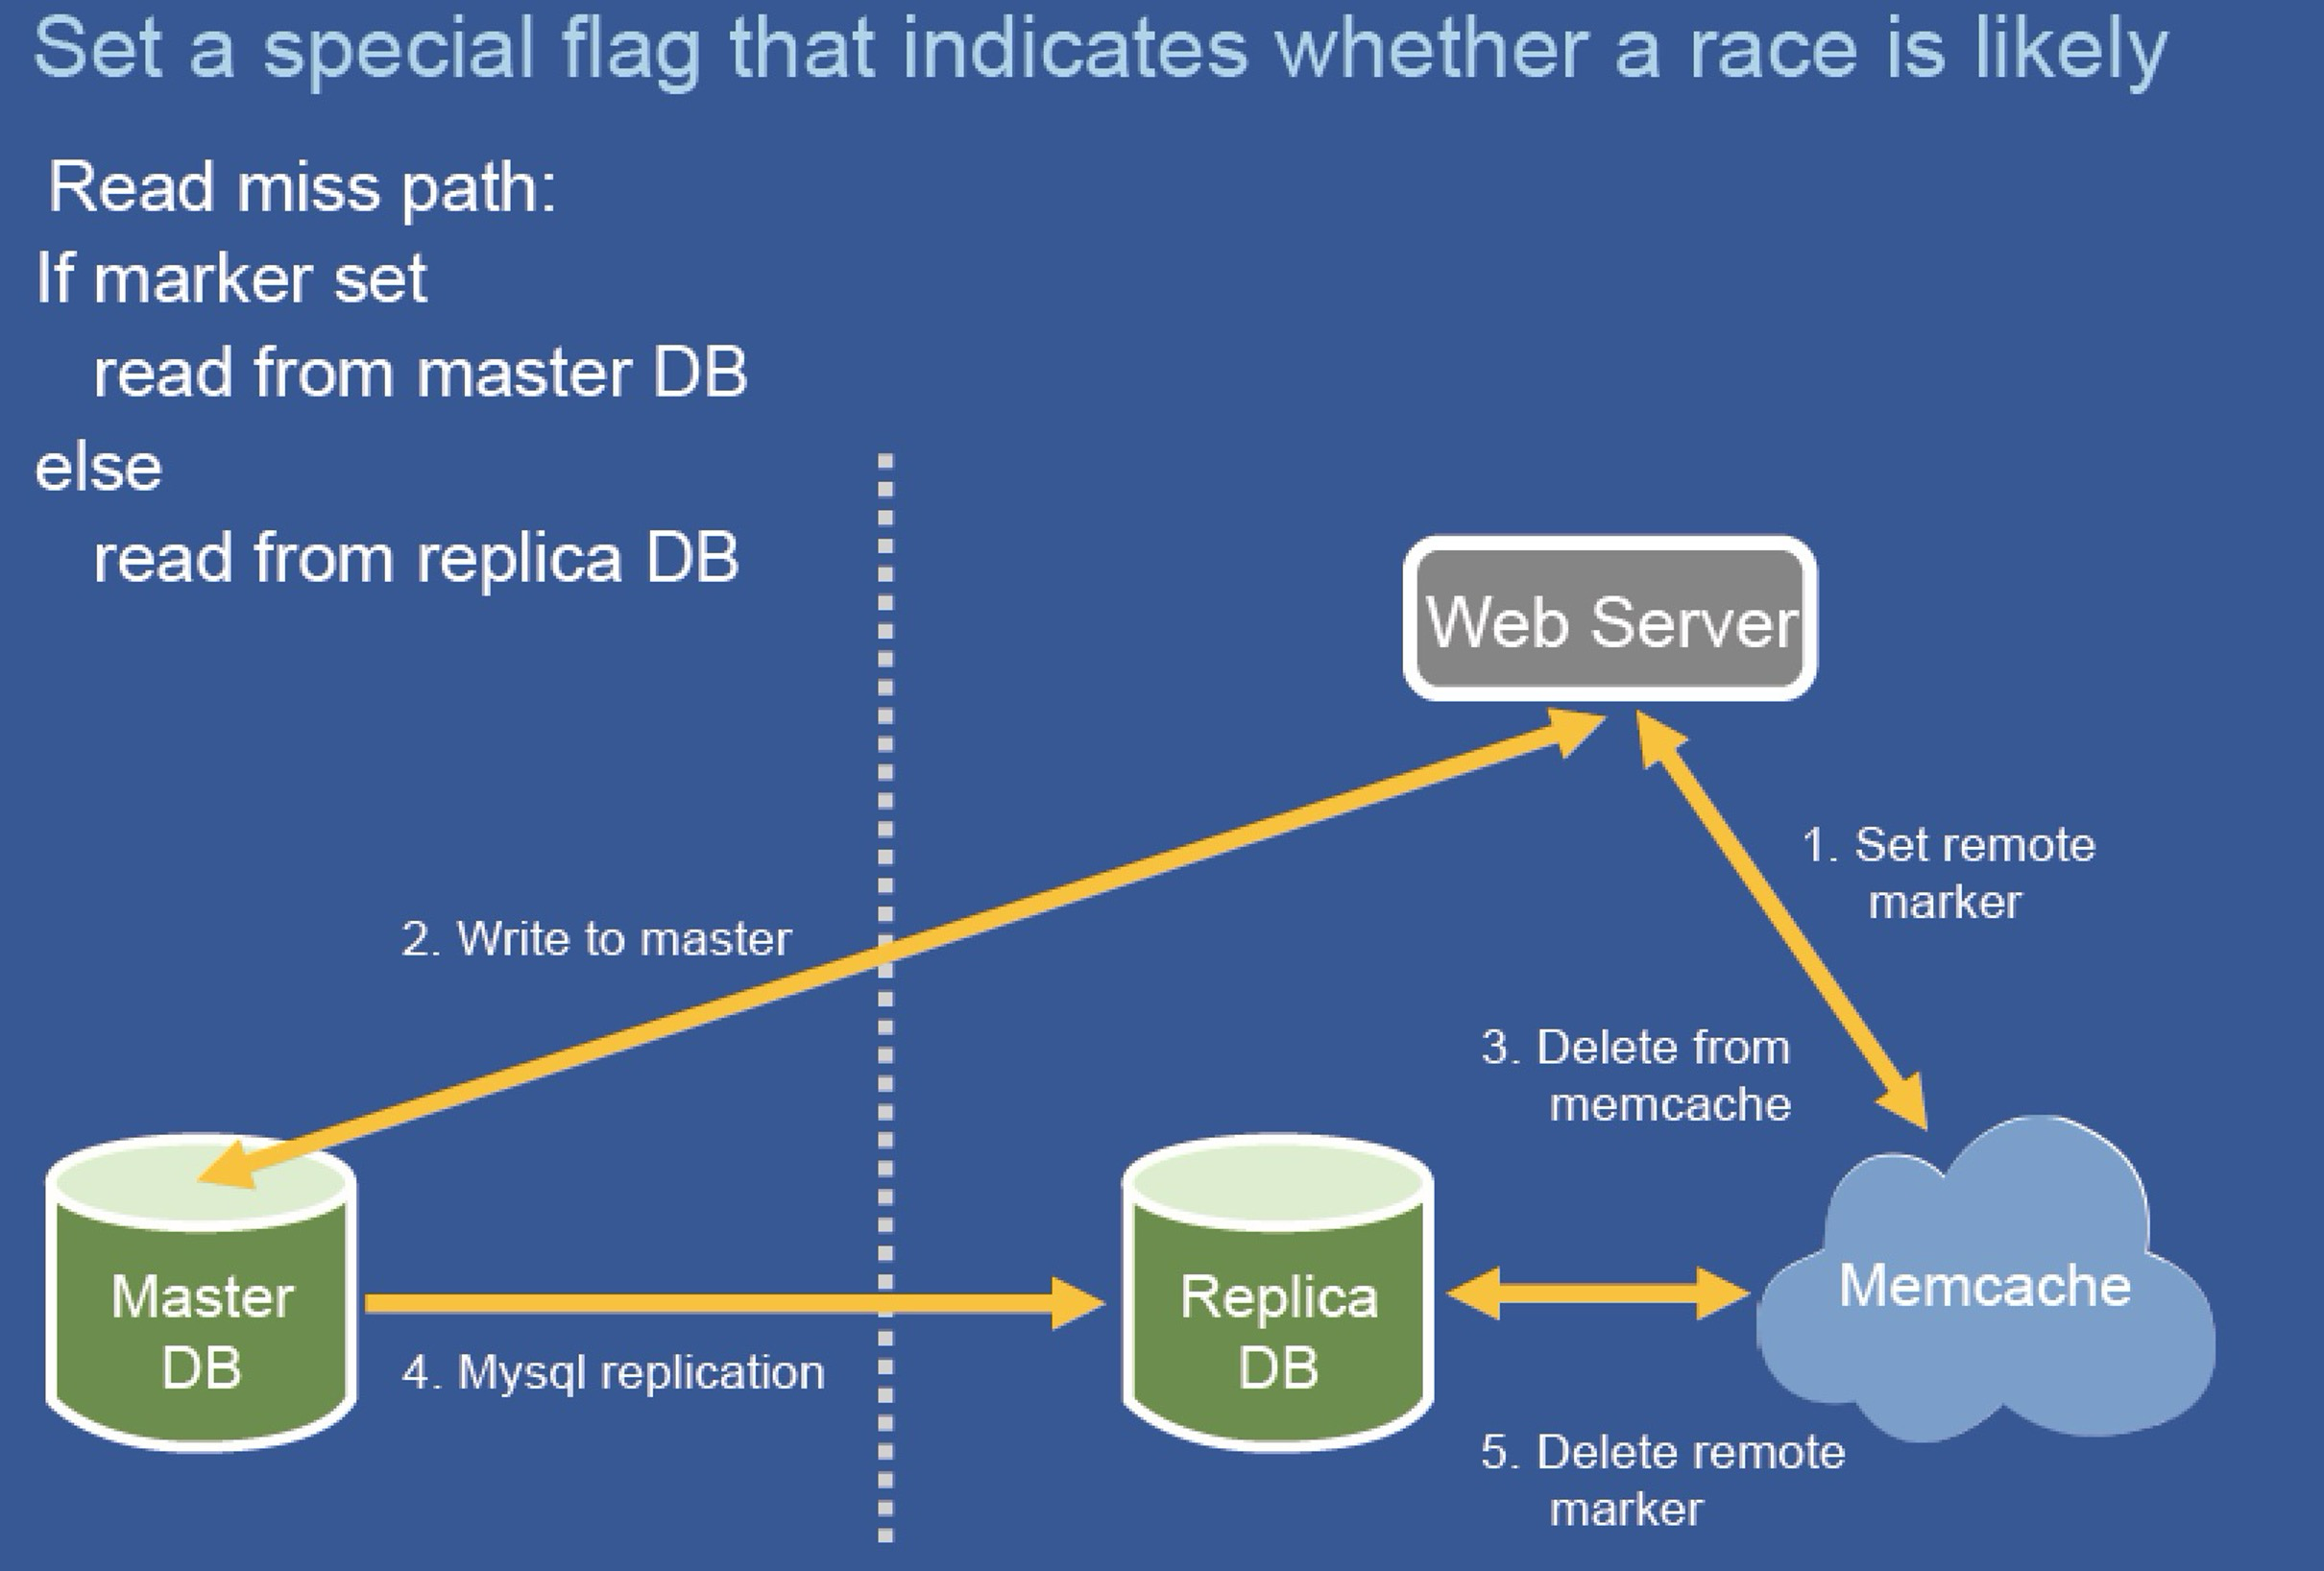 Set a special flag that indicates whether a race is likely
Read miss path:
If marker set
read from master DB
else
read from replica DB
Web Server
1. Set remote
marker
2. Write to master
3. Delete from
memcache
Master
DB
Replica
DB
Memcache
4. Mysql replication
5. Delete remote
marker